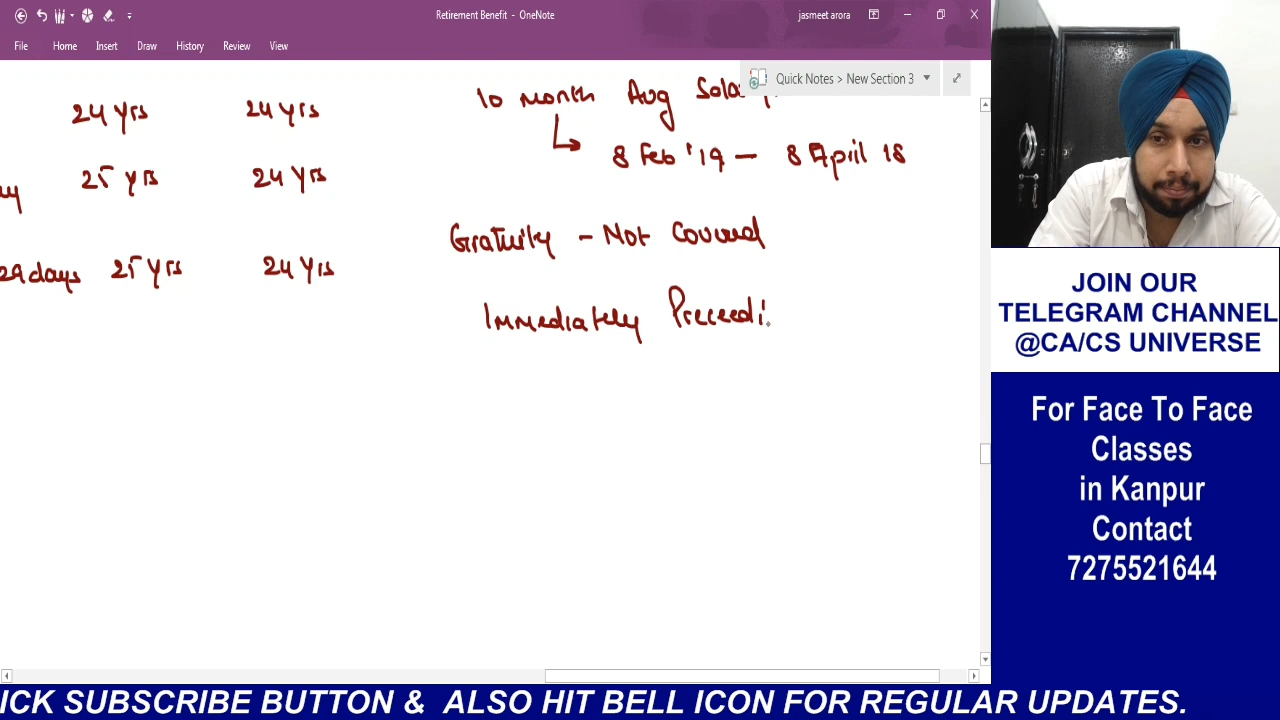 Retirement Benefit - OneNote
jasmeet arora
File Home Insert Draw History Review View
Quick Notes > New Section 3
24 yrs 24 yrs
25 yrs 24 yrs
29 days 25 yrs 24 yrs
10 month Avg
8 Feb '19 — 8 April 18
Gratuity - Not Covered
Immediately Preceedi
JOIN OUR
TELEGRAM CHANNEL
@CA/CS UNIVERSE
For Face To Face
Classes
in Kanpur
Contact
7275521644
ICK SUBSCRIBE BUTTON & ALSO HIT BELL ICON FOR REGULAR UPDATES.